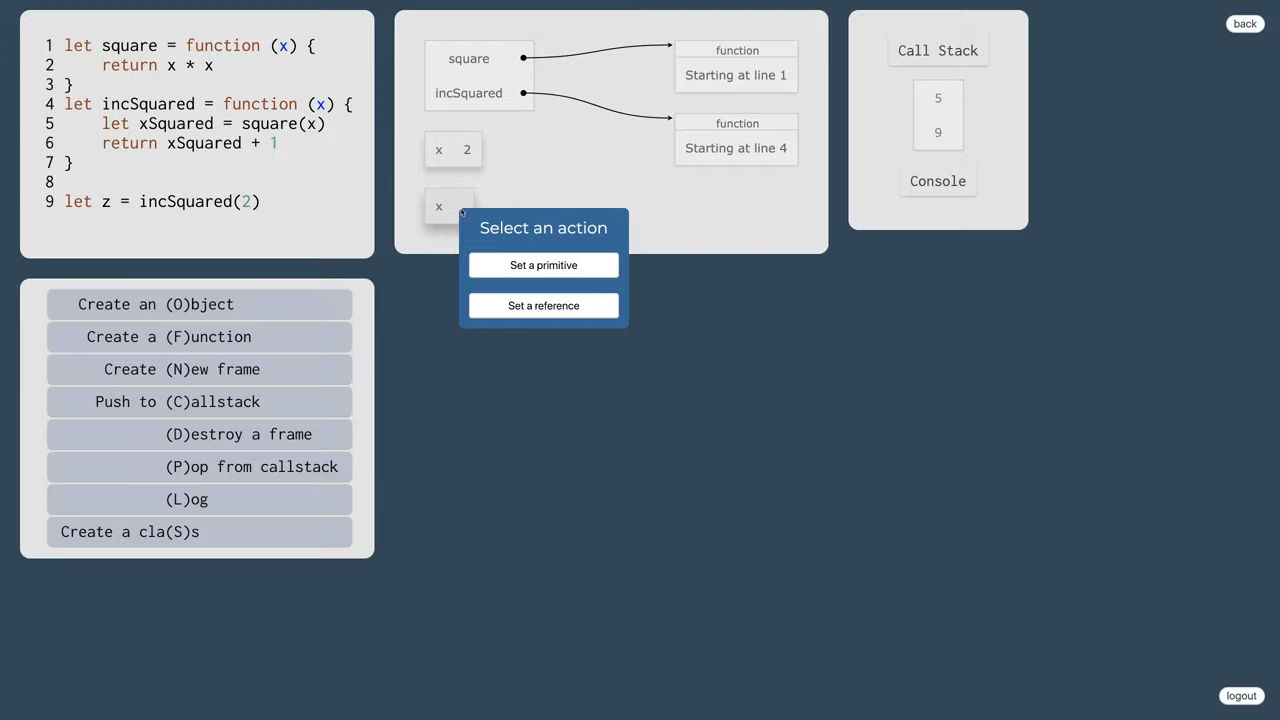 1 let square = function (x) {
2 return x * x
3 }
4 let incSquared = function (x) {
5 let xSquared = square(x)
6 return xSquared + 1
7 }
8
9 let z = incSquared(2)
square
incSquared
function
Starting at line 1
function
Starting at line 4
x 2
x
Select an action
Set a primitive
Set a reference
Call Stack
5
9
Console
back
Create an (O)bject
Create a (F)unction
Create (N)ew frame
Push to (C)allstack
(D)estroy a frame
(P)op from callstack
(L)og
Create a cla(S)s
logout